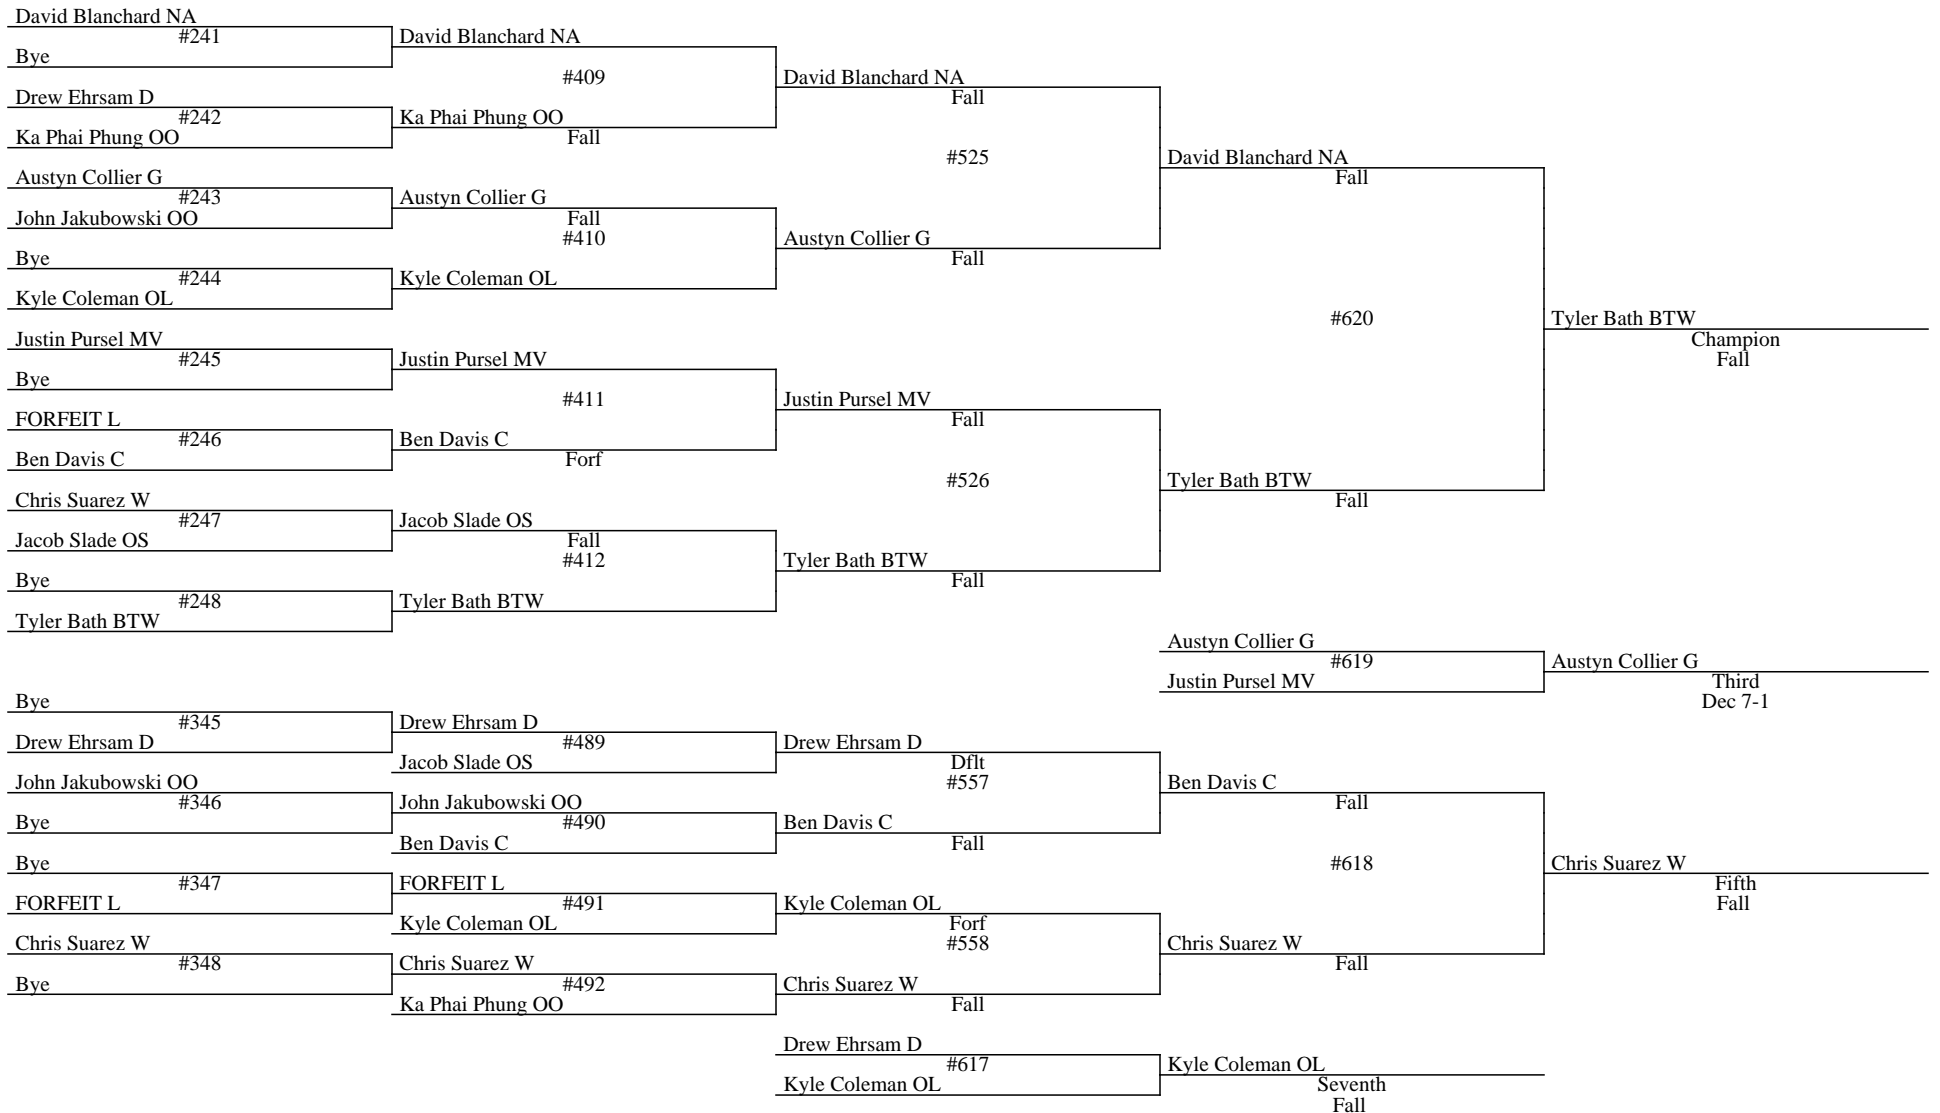 David Blanchard NA
#241
Bye
David Blanchard NA
#409
Drew Ehrsam D
#242
Ka Phai Phung OO
Ka Phai Phung OO
Fall
David Blanchard NA
Fall
#525
Austyn Collier G
#243
John Jakubowski OO
Austyn Collier G
Fall
#410
Bye
#244
Kyle Coleman OL
Kyle Coleman OL
Austyn Collier G
Fall
David Blanchard NA
Fall
#620
Justin Pursel MV
#245
Bye
Justin Pursel MV
#411
FORFEIT L
#246
Ben Davis C
Ben Davis C
Forf
Justin Pursel MV
Fall
#526
Chris Suarez W
#247
Jacob Slade OS
Jacob Slade OS
Fall
#412
Bye
#248
Tyler Bath BTW
Tyler Bath BTW
Tyler Bath BTW
Fall
Tyler Bath BTW
Fall
Tyler Bath BTW
Champion
Fall
Austyn Collier G
#619
Justin Pursel MV
Austyn Collier G
Third
Dec 7-1
Bye
#345
Drew Ehrsam D
Drew Ehrsam D
#489
Jacob Slade OS
Drew Ehrsam D
Dflt
#557
John Jakubowski OO
#346
Bye
John Jakubowski OO
#490
Ben Davis C
Ben Davis C
Fall
Ben Davis C
Fall
#618
Bye
#347
FORFEIT L
FORFEIT L
#491
Kyle Coleman OL
Kyle Coleman OL
Forf
#558
Chris Suarez W
#348
Bye
Chris Suarez W
#492
Ka Phai Phung OO
Chris Suarez W
Fall
Chris Suarez W
Fall
Chris Suarez W
Fifth
Fall
Drew Ehrsam D
#617
Kyle Coleman OL
Kyle Coleman OL
Seventh
Fall